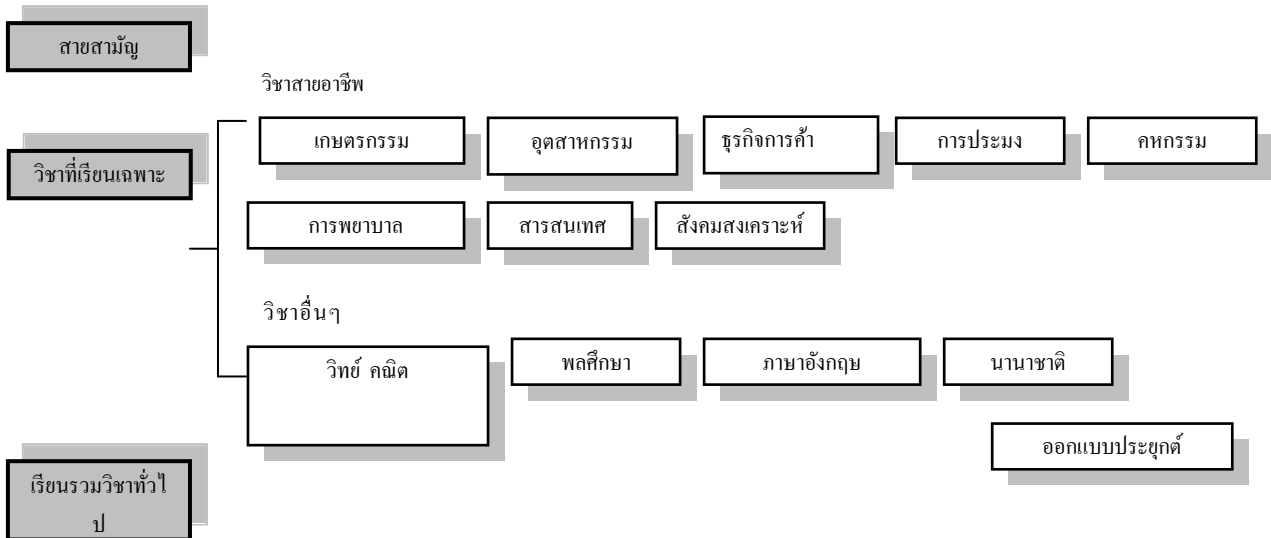 สายสามัญ
วิชาสายอาชีพ
เกษตรกรรม
อุตสาหกรรม
ธุรกิจการค้า
การประมง
คหกรรม
วิชาที่เรียนเฉพาะ
การพยาบาล
สารสนเทศ
สังคมสงเคราะห์
วิชาอื่นๆ
วิทย์ คณิต
พลศึกษา
ภาษาอังกฤษ
นานาชาติ
ออกแบบประยุกต์
เรียนรวมวิชาทั่วไ
ป